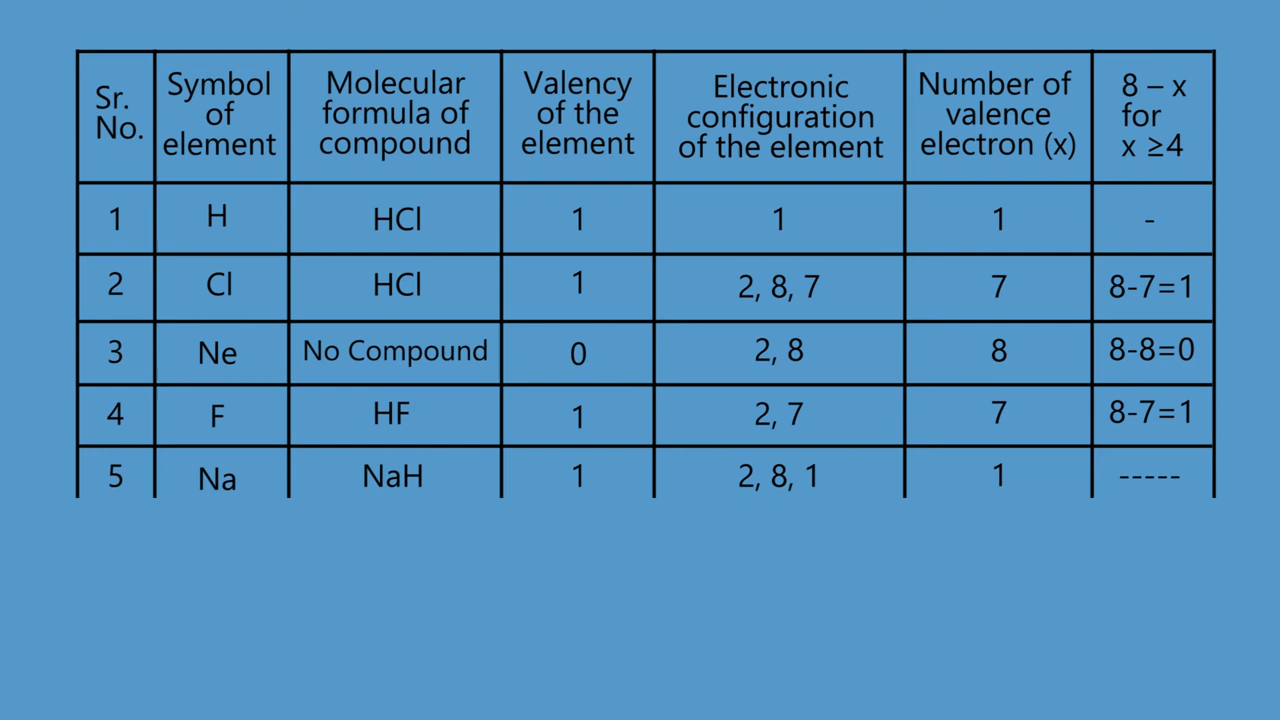 Sr. No. Symbol of element Molecular formula of compound Valency of the element Electronic configuration of the element Number of valence electron (x) 8 – x for x ≥4
1 H HCl 1 1 1 -
2 Cl HCl 1 2, 8, 7 7 8-7=1
3 Ne No Compound 0 2, 8 8 8-8=0
4 F HF 1 2, 7 7 8-7=1
5 Na NaH 1 2, 8, 1 1 -----